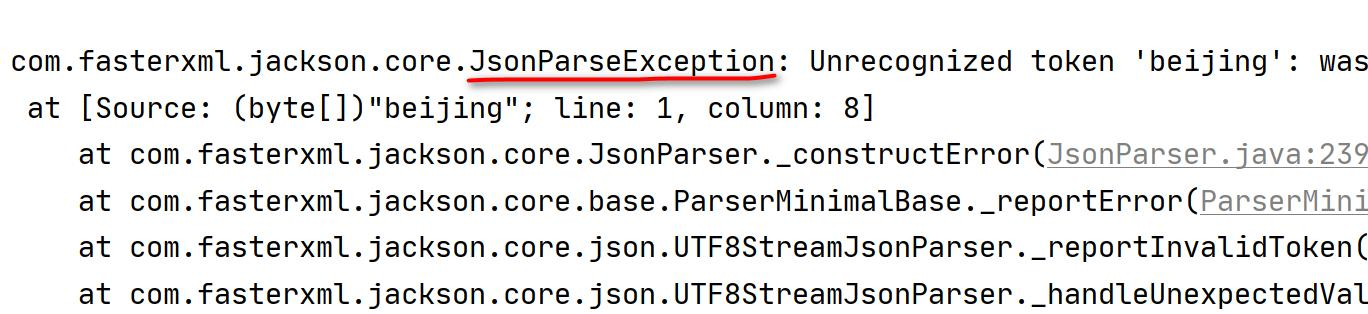 com.fasterxml.jackson.core.JsonParseException: Unrecognized token 'beijing': was
at [Source: (byte[])"beijing"; line: 1, column: 8]
at com.fasterxml.jackson.core.JsonParser._constructError(JsonParser.java:239
at com.fasterxml.jackson.core.base.ParserMinimalBase._reportError(ParserMini
at com.fasterxml.jackson.core.json.UTF8StreamJsonParser._reportInvalidToken(
at com.fasterxml.jackson.core.json.UTF8StreamJsonParser._handleUnexpectedVal